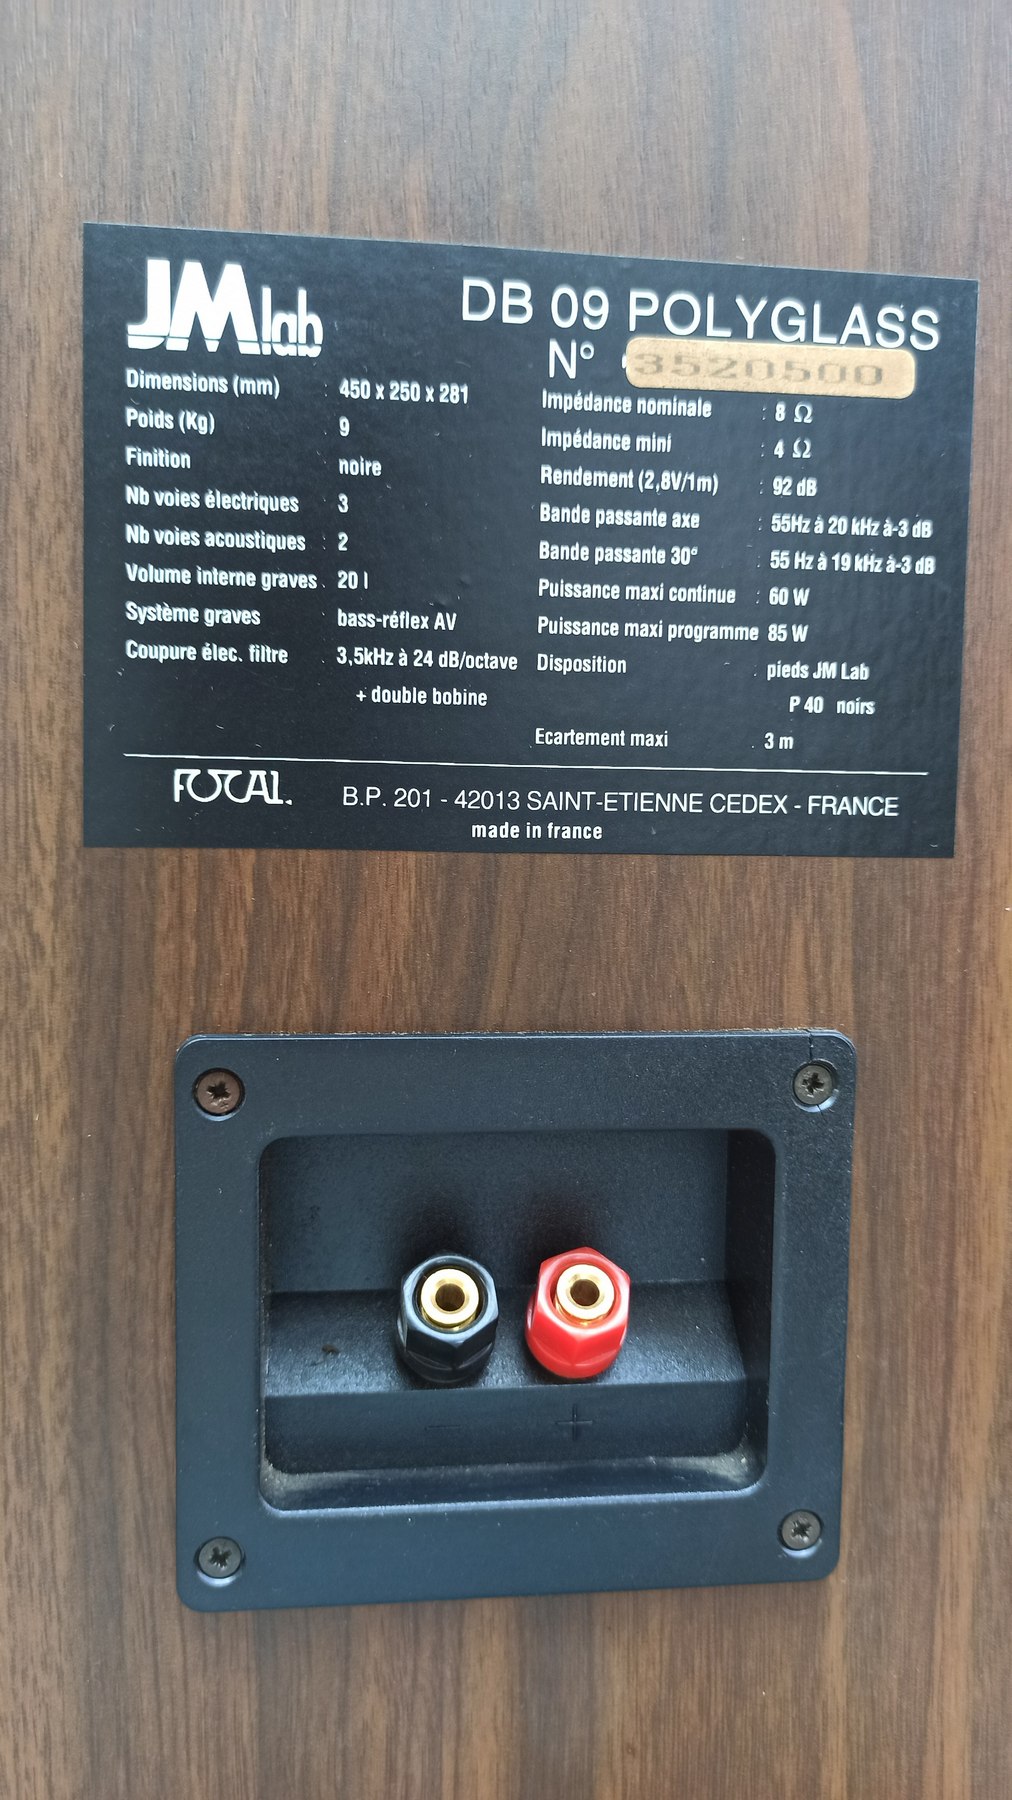 JMlab
DB 09 POLYGLASS
N° 3520500
Dimensions (mm) : 450 x 250 x 281
Poids (Kg) : 9
Finition : noire
Nb voies électriques : 3
Nb voies acoustiques : 2
Volume interne graves : 20 l
Système graves : bass-réflex AV
Coupure élec. filtre : 3,5kHz à 24 dB/octave
+ double bobine
Impédance nominale : 8 Ω
Impédance mini : 4 Ω
Rendement (2,8V/1m) : 92 dB
Bande passante axe : 55Hz à 20 kHz à-3 dB
Bande passante 30° : 55 Hz à 19 kHz à-3 dB
Puissance maxi continue : 60 W
Puissance maxi programme 85 W
Disposition : pieds JM Lab
P 40 noirs
Ecartement maxi : 3 m
FOCAL.
B.P. 201 - 42013 SAINT-ETIENNE CEDEX - FRANCE
made in france
- +